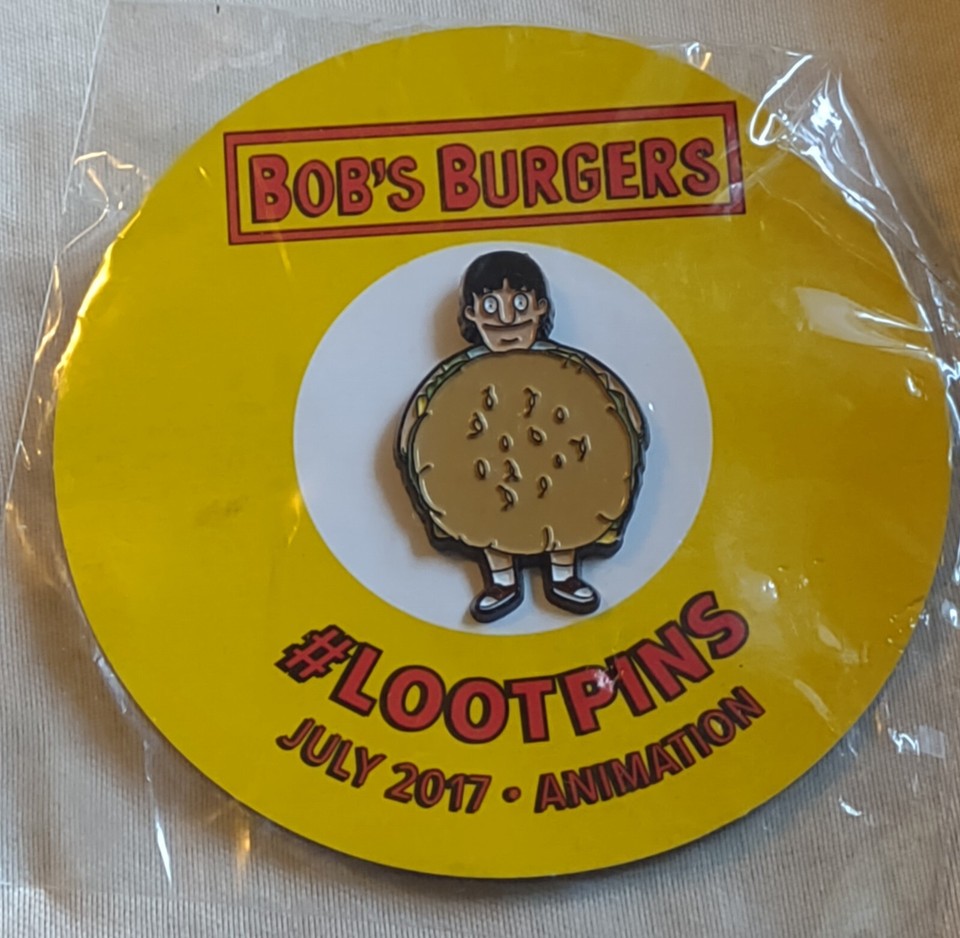 BOB'S BURGERS
#LOOTPINS
JULY 2017 • ANIMATION